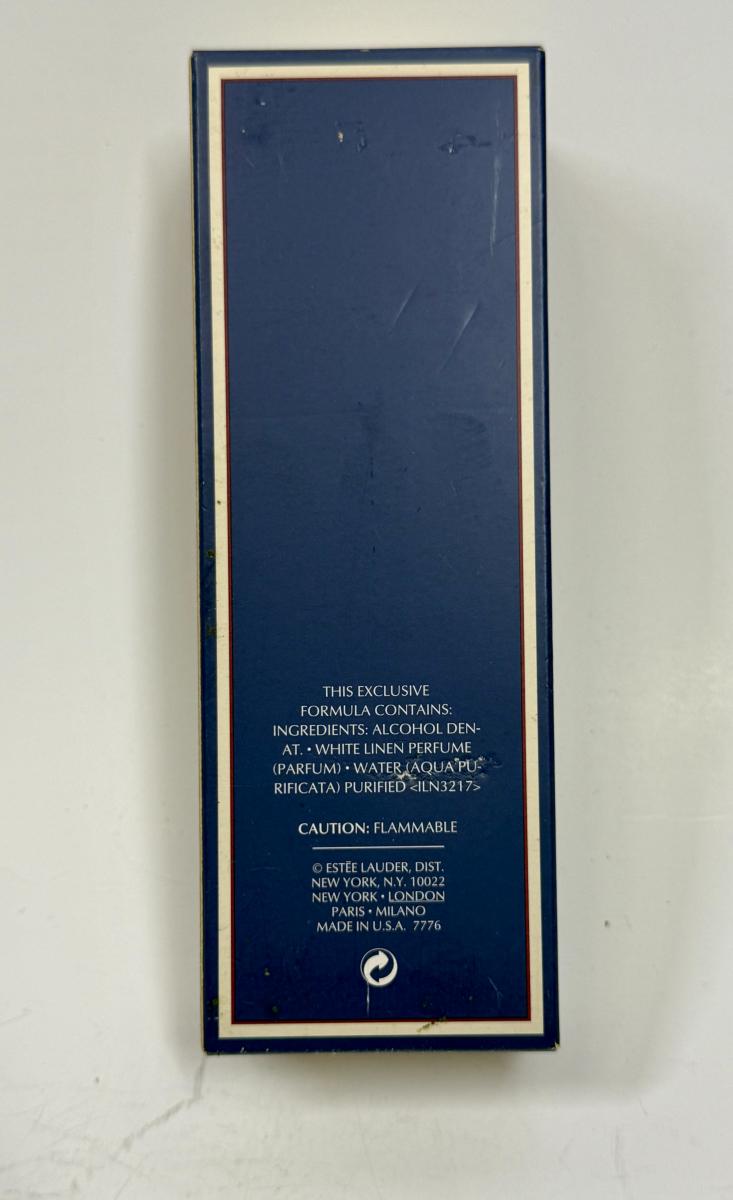 THIS EXCLUSIVE
FORMULA CONTAINS:
INGREDIENTS: ALCOHOL DEN-
AT. • WHITE LINEN PERFUME
(PARFUM) • WATER (AQUA PU-
RIFICATA) PURIFIED <ILN3217>
CAUTION: FLAMMABLE
© ESTĒE LAUDER, DIST.
NEW YORK, N.Y. 10022
NEW YORK • LONDON
PARIS • MILANO
MADE IN U.S.A. 7776